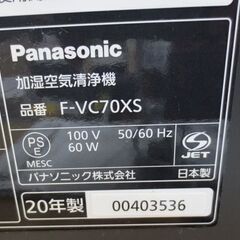 Panasonic
加湿空気清浄機
品番 F-VC70XS
PS E 100 V 50/60 Hz
MESC 60 W JET
パナソニック株式会社 日本製
20年製 00403536